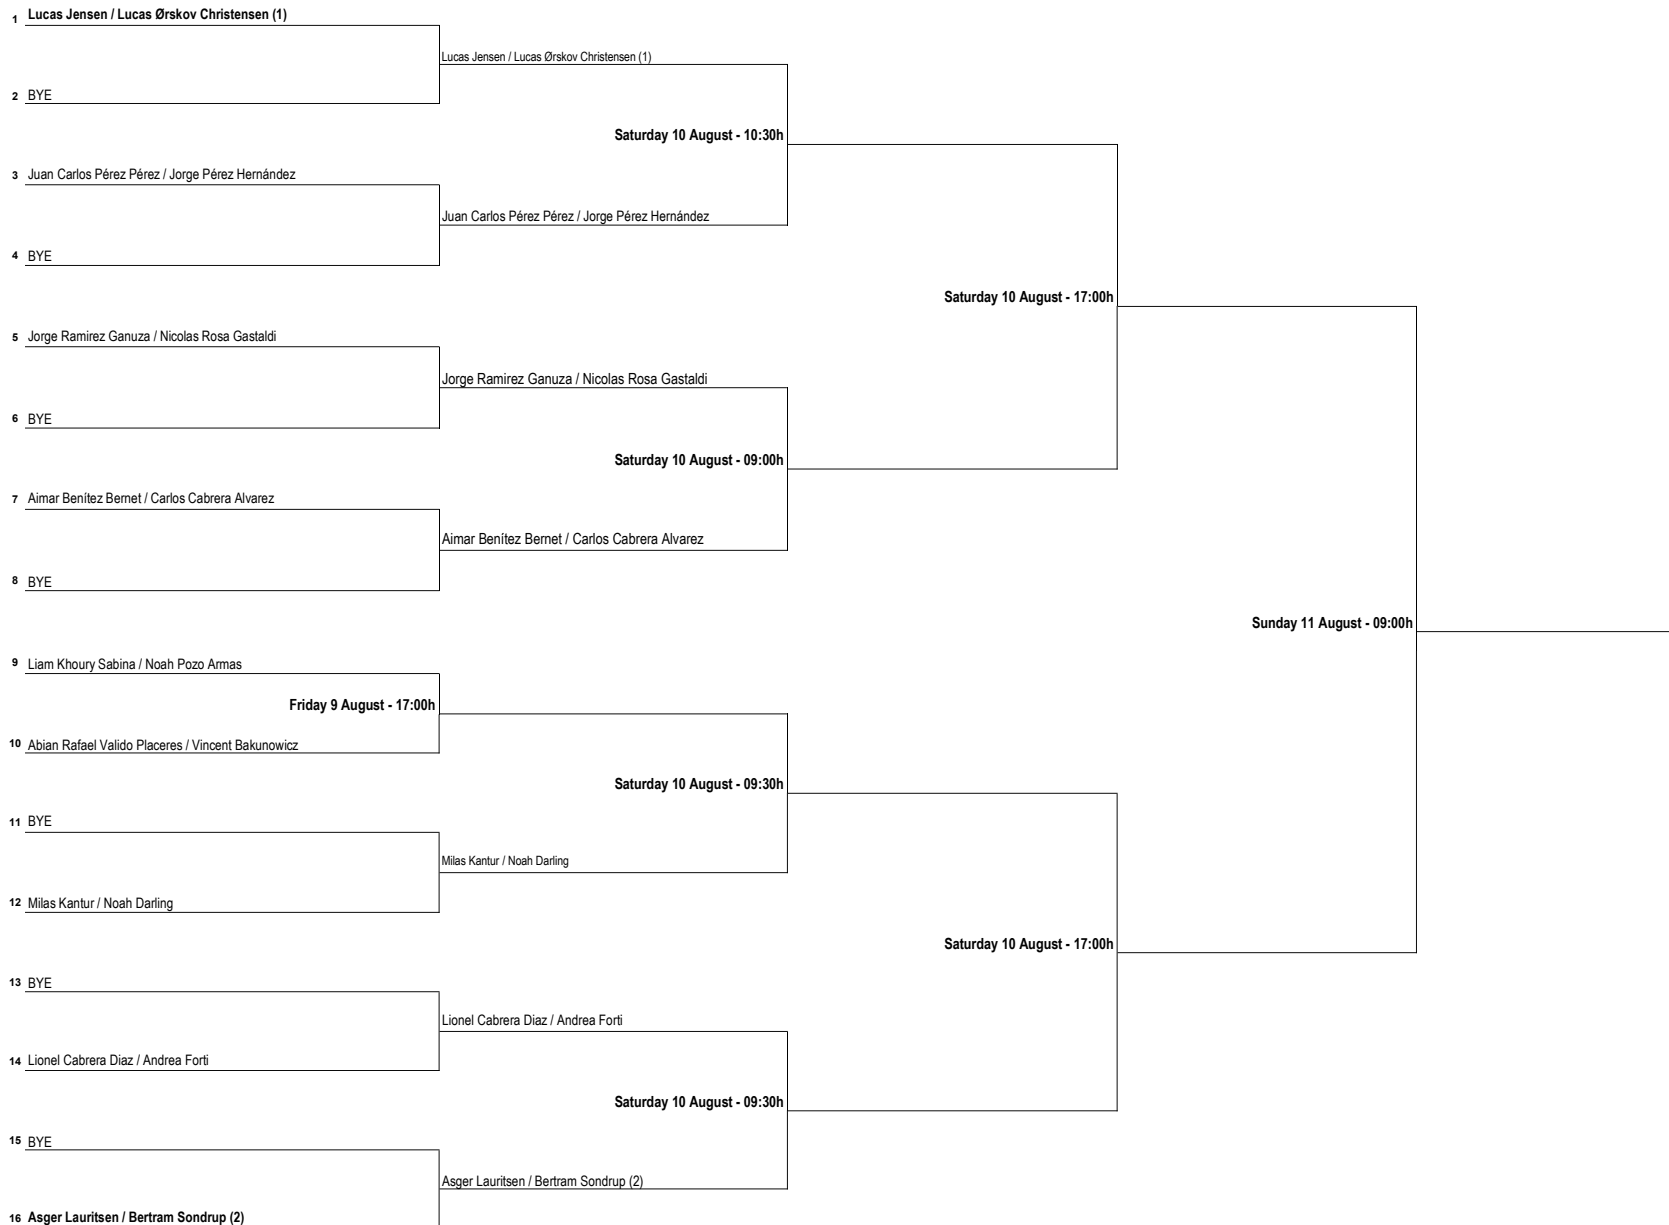 1 Lucas Jensen / Lucas Ørskov Christensen (1)
Lucas Jensen / Lucas Ørskov Christensen (1)
2 BYE
Saturday 10 August - 10:30h
3 Juan Carlos Pérez Pérez / Jorge Pérez Hernández
Juan Carlos Pérez Pérez / Jorge Pérez Hernández
4 BYE
Saturday 10 August - 17:00h
5 Jorge Ramirez Ganuza / Nicolas Rosa Gastaldi
Jorge Ramirez Ganuza / Nicolas Rosa Gastaldi
6 BYE
Saturday 10 August - 09:00h
7 Aimar Benítez Bernet / Carlos Cabrera Alvarez
Aimar Benítez Bernet / Carlos Cabrera Alvarez
8 BYE
Sunday 11 August - 09:00h
9 Liam Khoury Sabina / Noah Pozo Armas
Friday 9 August - 17:00h
10 Abian Rafael Valido Placeres / Vincent Bakunowicz
Saturday 10 August - 09:30h
11 BYE
Milas Kantur / Noah Darling
12 Milas Kantur / Noah Darling
Saturday 10 August - 17:00h
13 BYE
Lionel Cabrera Diaz / Andrea Forti
14 Lionel Cabrera Diaz / Andrea Forti
Saturday 10 August - 09:30h
15 BYE
Asger Lauritsen / Bertram Sondrup (2)
16 Asger Lauritsen / Bertram Sondrup (2)